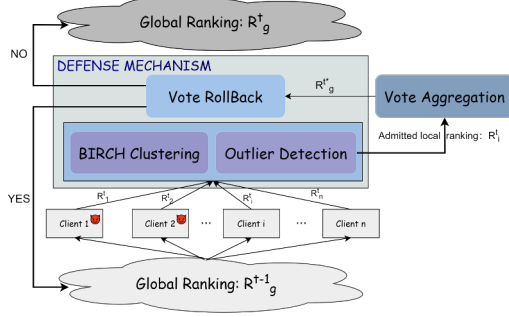 Global Ranking: R^t_g
NO
DEFENSE MECHANISM
Vote RollBack
R^t*_g
Vote Aggregation
BIRCH Clustering
Outlier Detection
Admitted local ranking: R^t_i
YES
R^t_1
R^t_2
R^t_i
R^t_n
Client 1
Client 2
...
Client i
...
Client n
Global Ranking: R^t-1_g